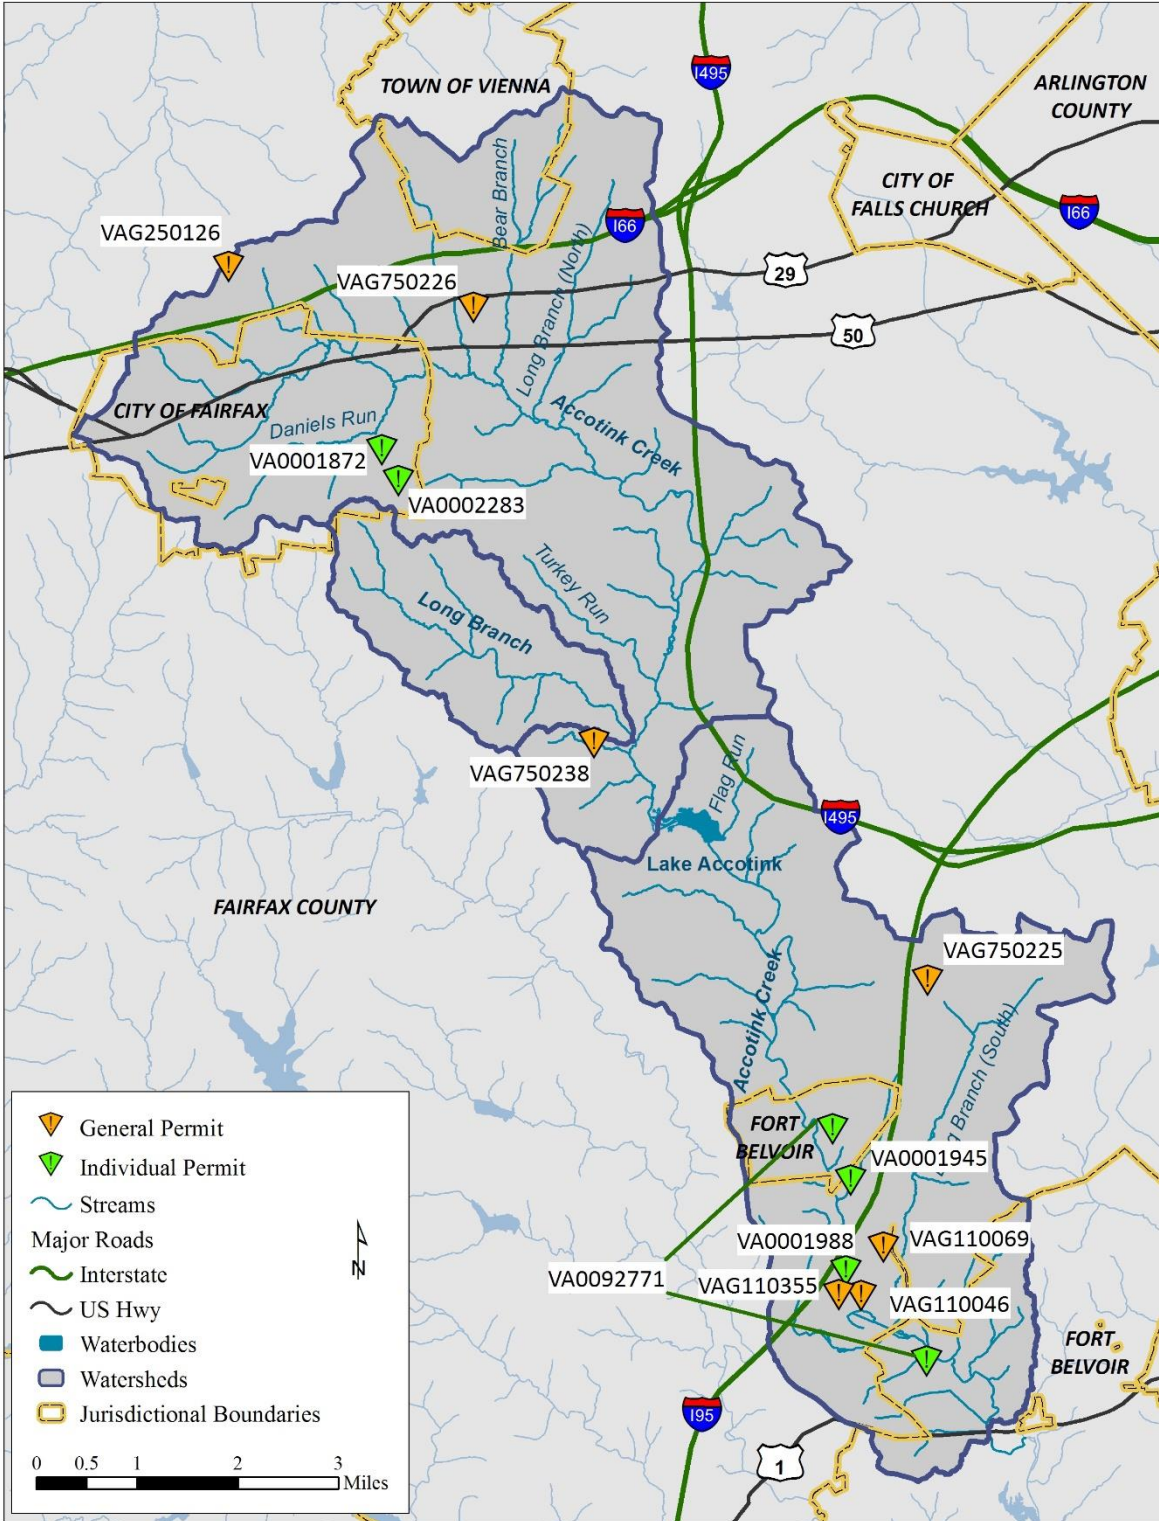 TOWN OF VIENNA
I495
ARLINGTON
COUNTY
CITY OF
FALLS CHURCH
Bear Branch
I66
I66
VAG250126
VAG750226
Long Branch (North)
29
50
CITY OF FAIRFAX
Daniels Run
Accotink Creek
VA0001872
VA0002283
Turkey Run
Long Branch
VAG750238
Flag Run
I495
Lake Accotink
FAIRFAX COUNTY
VAG750225
Accotink Creek
Branch (South)
FORT
BELVOIR
VA0001945
VA0001988
VAG110069
VA0092771
VAG110355
VAG110046
FORT
BELVOIR
I95
1
General Permit
Individual Permit
Streams
Major Roads
Interstate
US Hwy
Waterbodies
Watersheds
Jurisdictional Boundaries
N
0 0.5 1 2 3
Miles